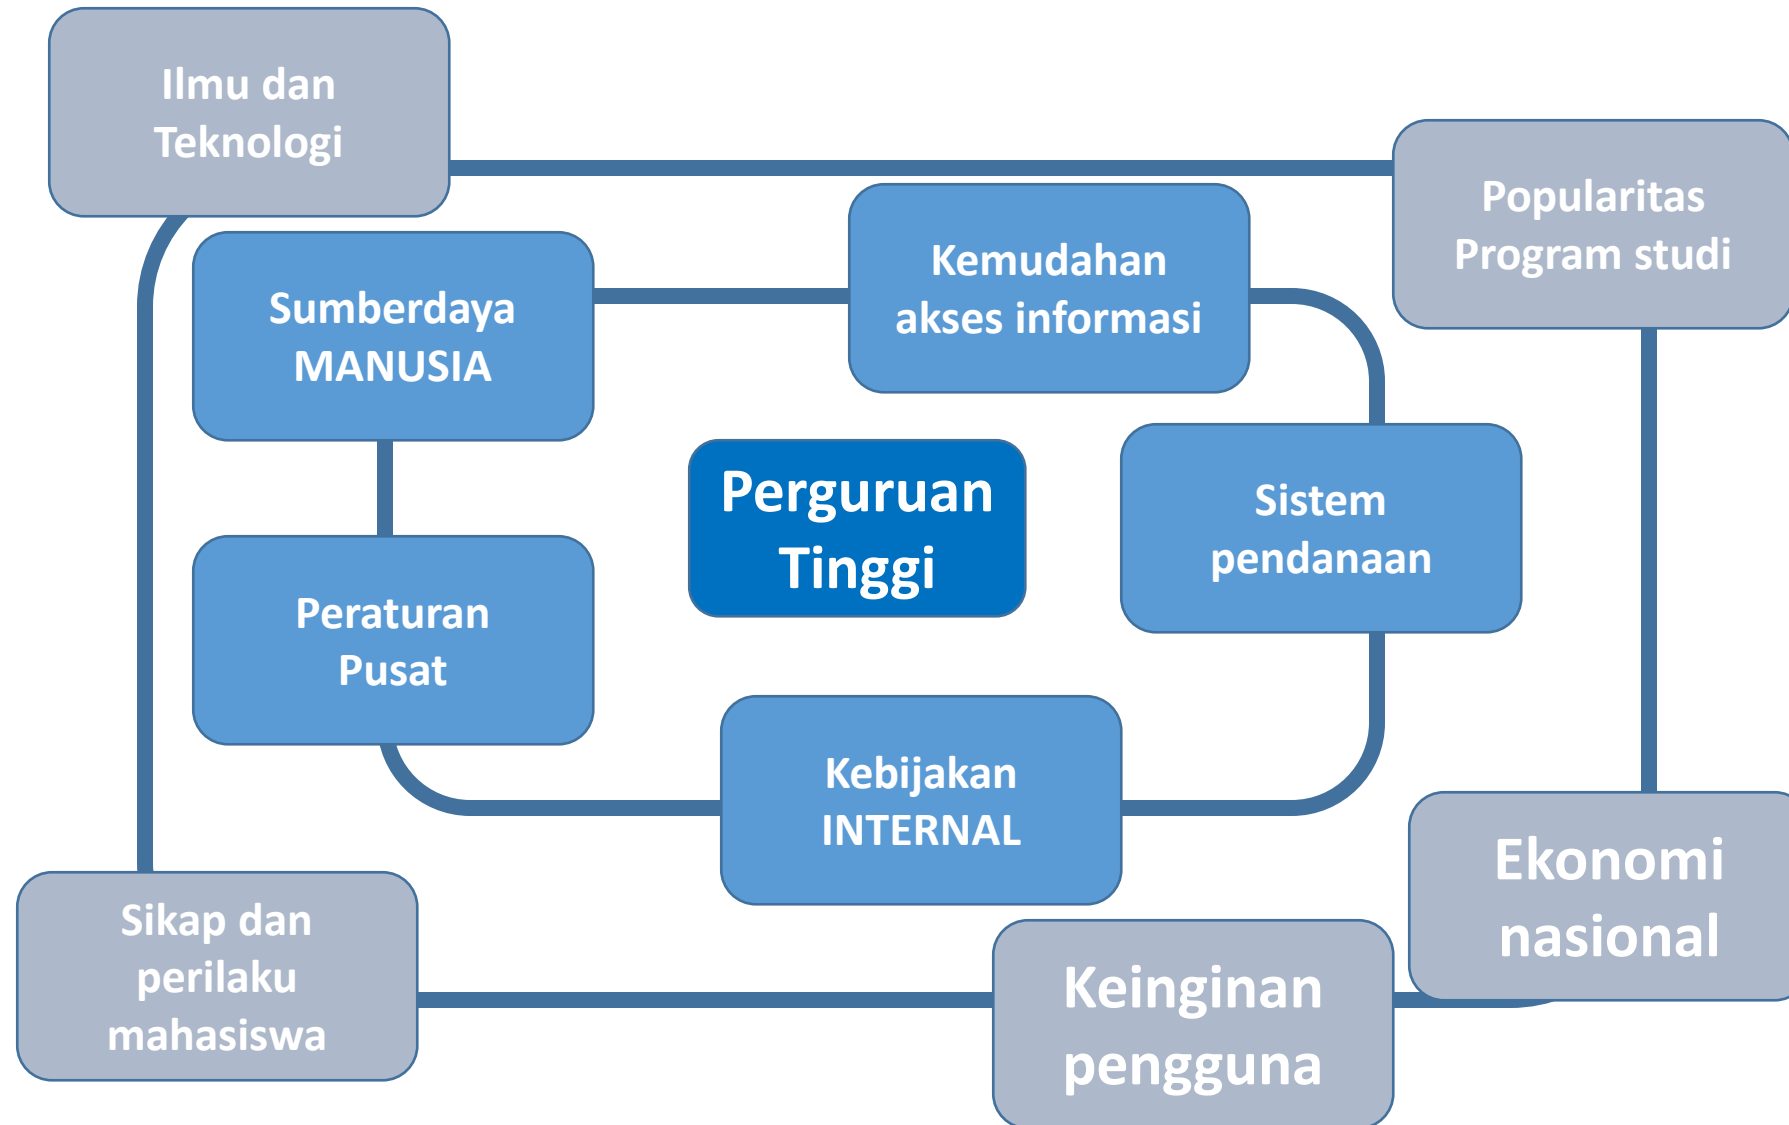 Ilmu dan
Teknologi
Popularitas
Program studi
Kemudahan
akses informasi
Sumberdaya
MANUSIA
Perguruan
Tinggi
Sistem
pendanaan
Peraturan
Pusat
Kebijakan
INTERNAL
Ekonomi
nasional
Sikap dan
perilaku
mahasiswa
Keinginan
pengguna